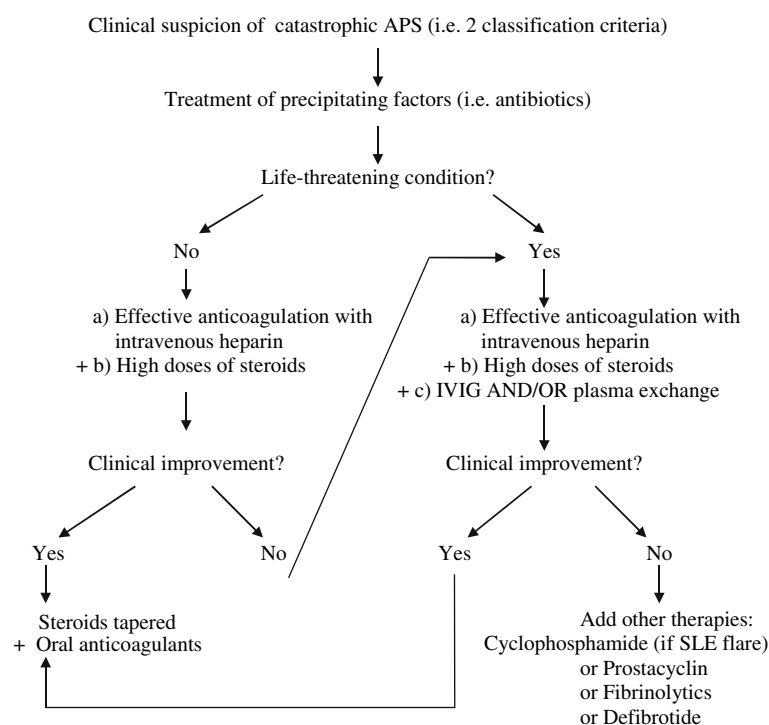 Clinical suspicion of catastrophic APS (i.e. 2 classification criteria)
Treatment of precipitating factors (i.e. antibiotics)
Life-threatening condition?
No
a) Effective anticoagulation with
intravenous heparin
+ b) High doses of steroids
Clinical improvement?
Yes
No
Steroids tapered
+ Oral anticoagulants
Yes
a) Effective anticoagulation with
intravenous heparin
+ b) High doses of steroids
+ c) IVIG AND/OR plasma exchange
Clinical improvement?
Yes
No
Add other therapies:
Cyclophosphamide (if SLE flare)
or Prostacyclin
or Fibrinolytics
or Defibrotide